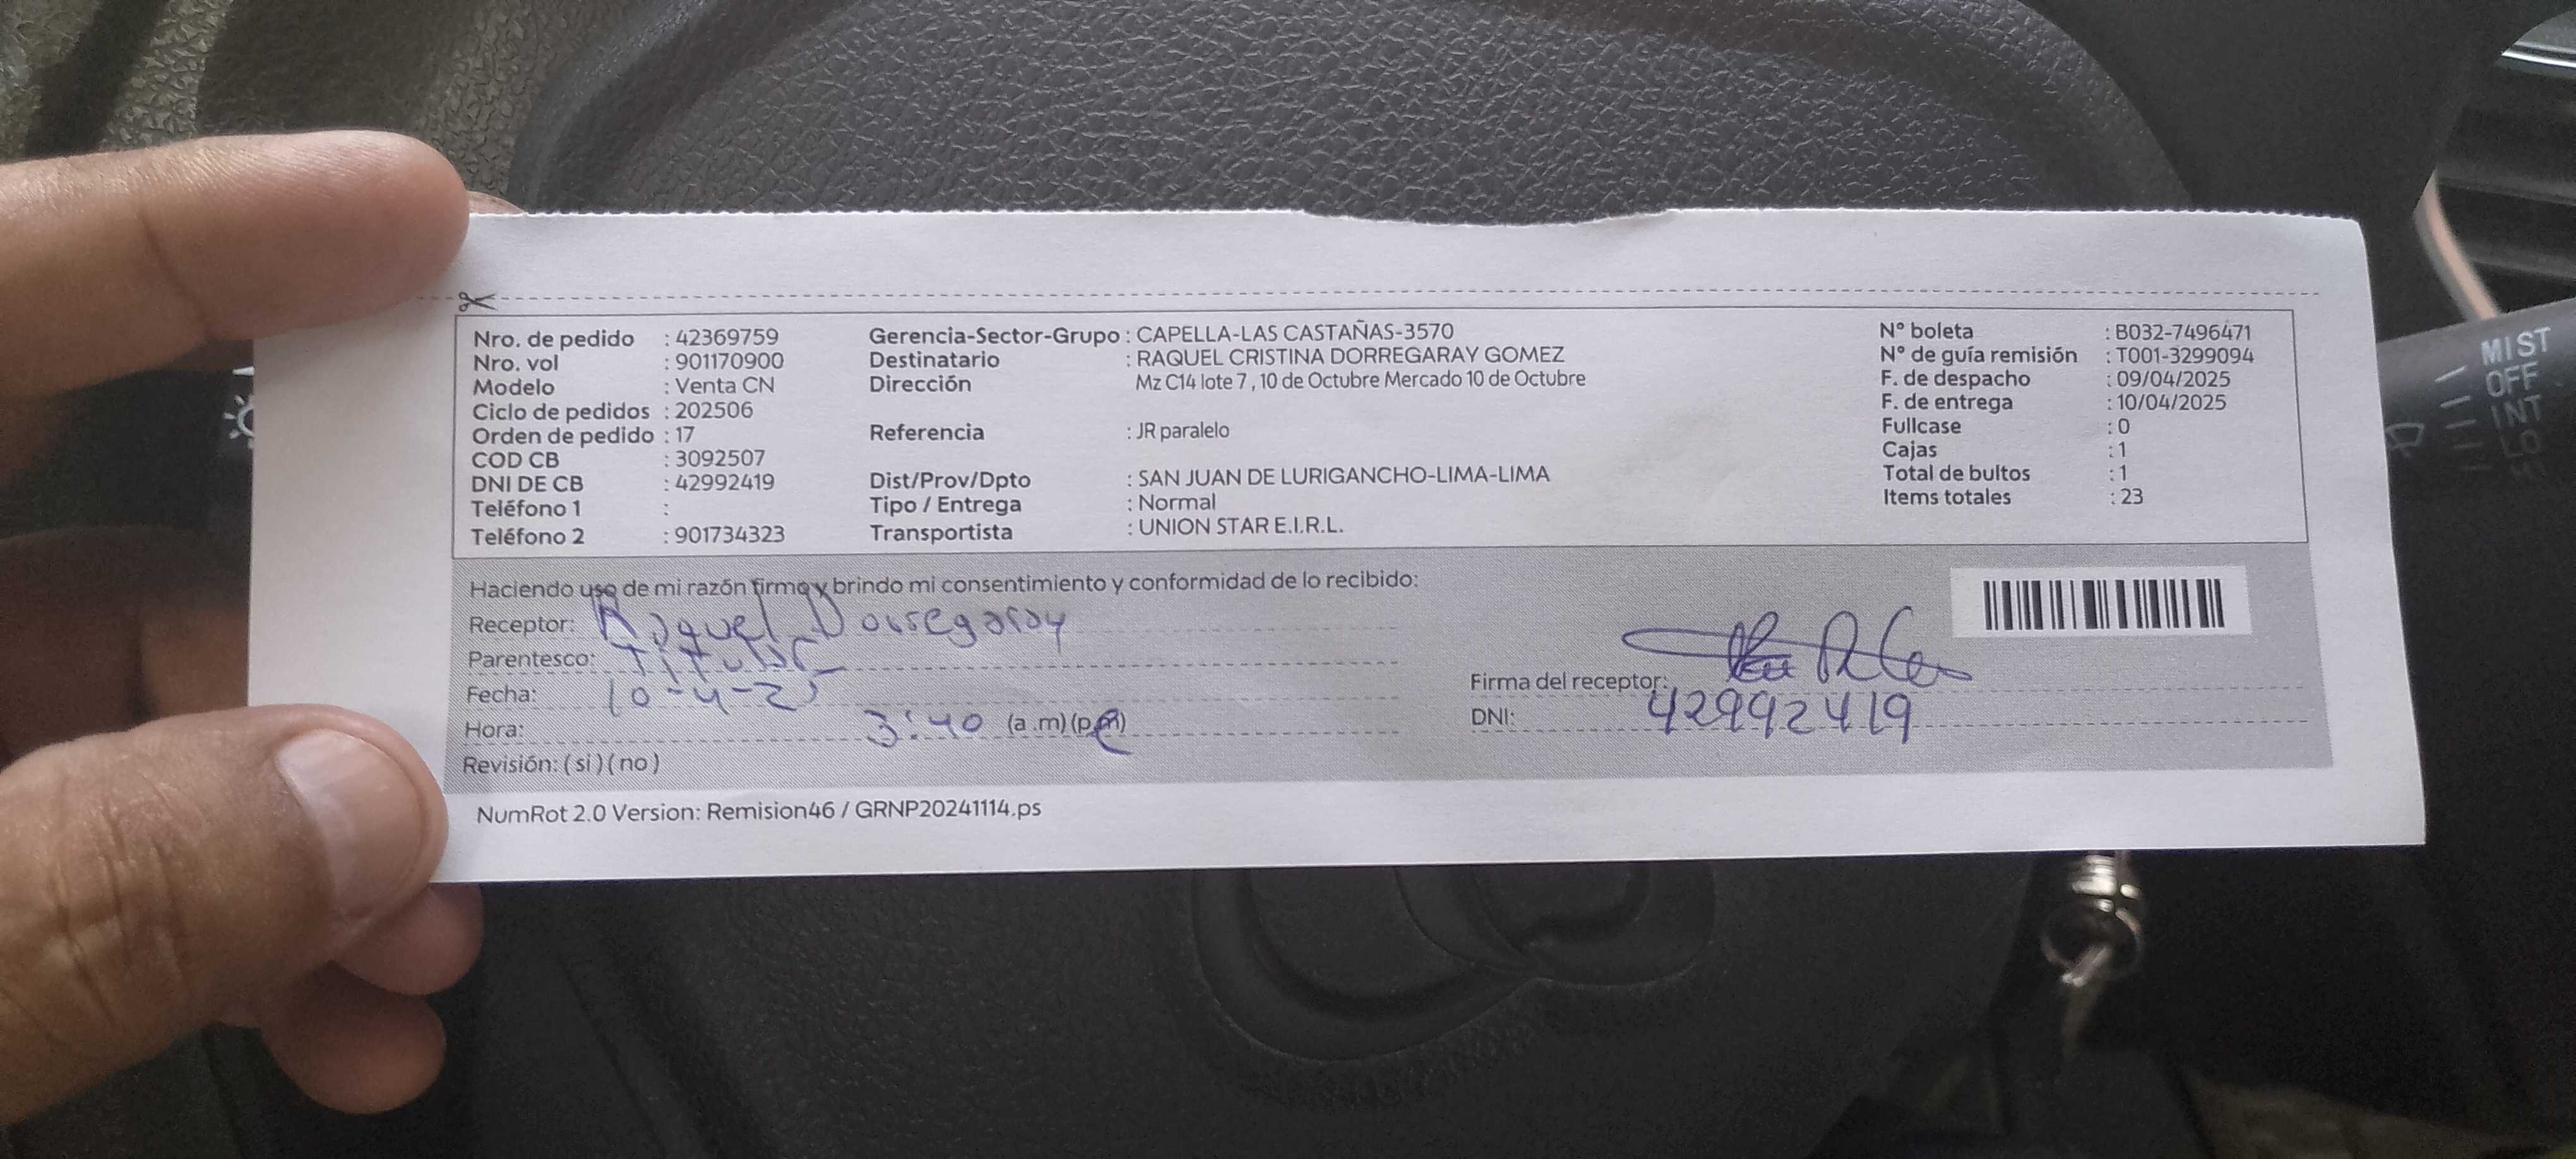 Nro. de pedido : 42369759
Nro. vol : 901170900
Modelo : Venta CN
Ciclo de pedidos : 202506
Orden de pedido : 17
COD CB : 3092507
DNI DE CB : 42992419
Teléfono 1 :
Teléfono 2 : 901734323
Gerencia-Sector-Grupo : CAPELLA-LAS CASTAÑAS-3570
Destinatario : RAQUEL CRISTINA DORREGARAY GOMEZ
Dirección Mz C14 lote 7 , 10 de Octubre Mercado 10 de Octubre
Referencia : JR paralelo
Dist/Prov/Dpto : SAN JUAN DE LURIGANCHO-LIMA-LIMA
Tipo / Entrega : Normal
Transportista : UNION STAR E.I.R.L.
N° boleta : B032-7496471
N° de guía remisión : T001-3299094
F. de despacho : 09/04/2025
F. de entrega : 10/04/2025
Fullcase : 0
Cajas : 1
Total de bultos : 1
Items totales : 23
Haciendo uso de mi razón firmo y brindo mi consentimiento y conformidad de lo recibido:
Receptor: Raquel Dorregaray
Parentesco: Titular
Fecha: 10-4-25
Hora: 3:40 (a .m) (p.m)
Revisión: ( si ) ( no )
Firma del receptor:
DNI: 42992419
NumRot 2.0 Version: Remision46 / GRNP20241114.ps
MIST
OFF
INT
LO